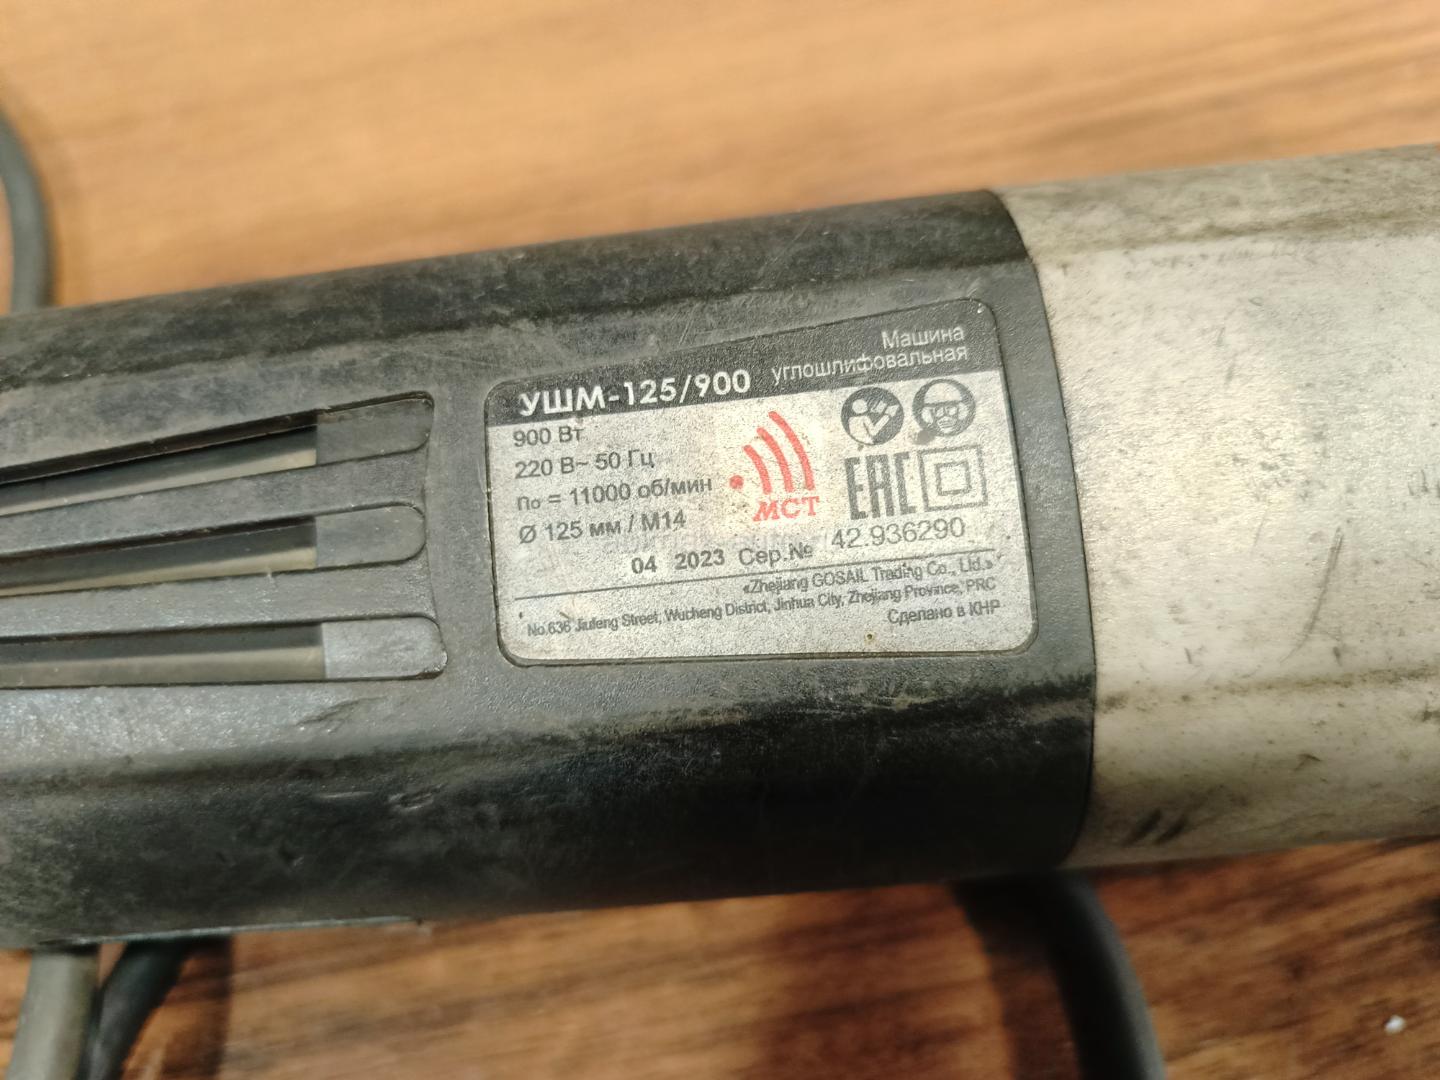 Машина
углошлифовальная
УШМ-125/900
900 Вт
220 В~ 50 Гц
n₀ = 11000 об/мин
Ø 125 мм / М14
МСТ
EAC
04 2023 Сер.№ 42.936290
«Zhejiang GOSAIL Trading Co., Ltd.»
No.636 Jiufeng Street, Wucheng District, Jinhua City, Zhejiang Province, PRC
Сделано в КНР